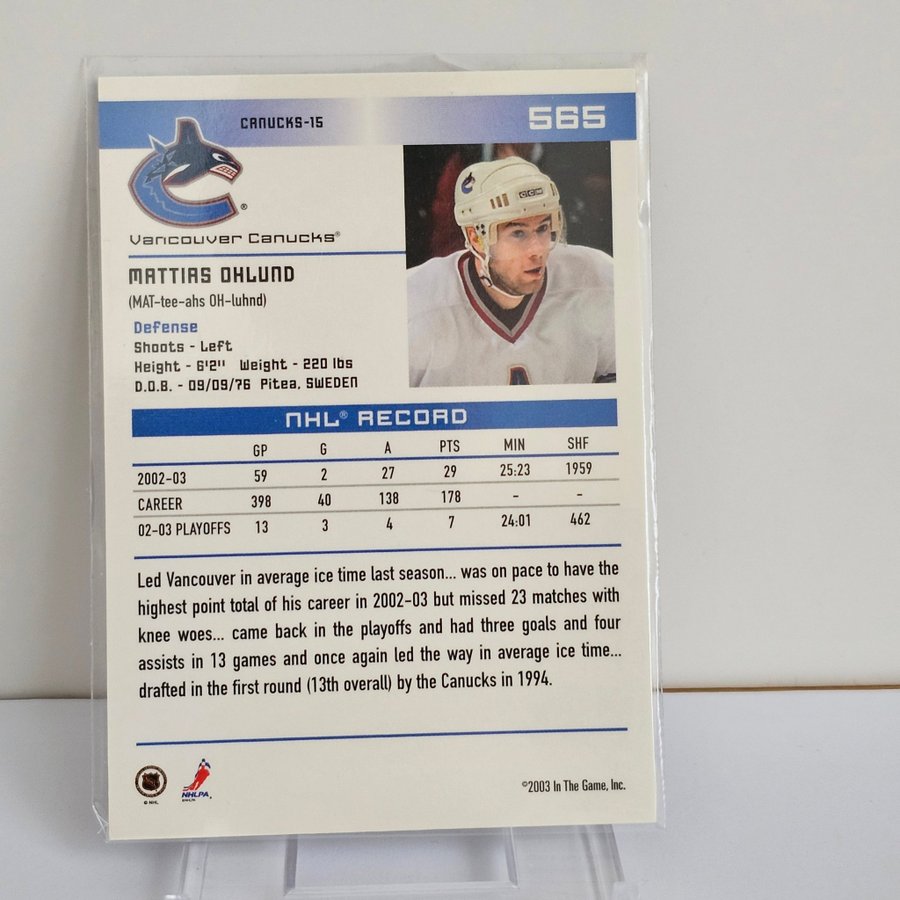 CANUCKS-15
565
Vancouver Canucks®
MATTIAS OHLUND
(MAT-tee-ahs OH-luhnd)
Defense
Shoots - Left
Height - 6'2" Weight - 220 lbs
D.O.B. - 09/09/76 Pitea, SWEDEN
CCM
A
NHL® RECORD
GP G A PTS MIN SHF
2002-03 59 2 27 29 25:23 1959
CAREER 398 40 138 178 - -
02-03 PLAYOFFS 13 3 4 7 24:01 462
Led Vancouver in average ice time last season... was on pace to have the
highest point total of his career in 2002-03 but missed 23 matches with
knee woes... came back in the playoffs and had three goals and four
assists in 13 games and once again led the way in average ice time...
drafted in the first round (13th overall) by the Canucks in 1994.
NHL
© NHL
NHLPA
©2003 In The Game, Inc.